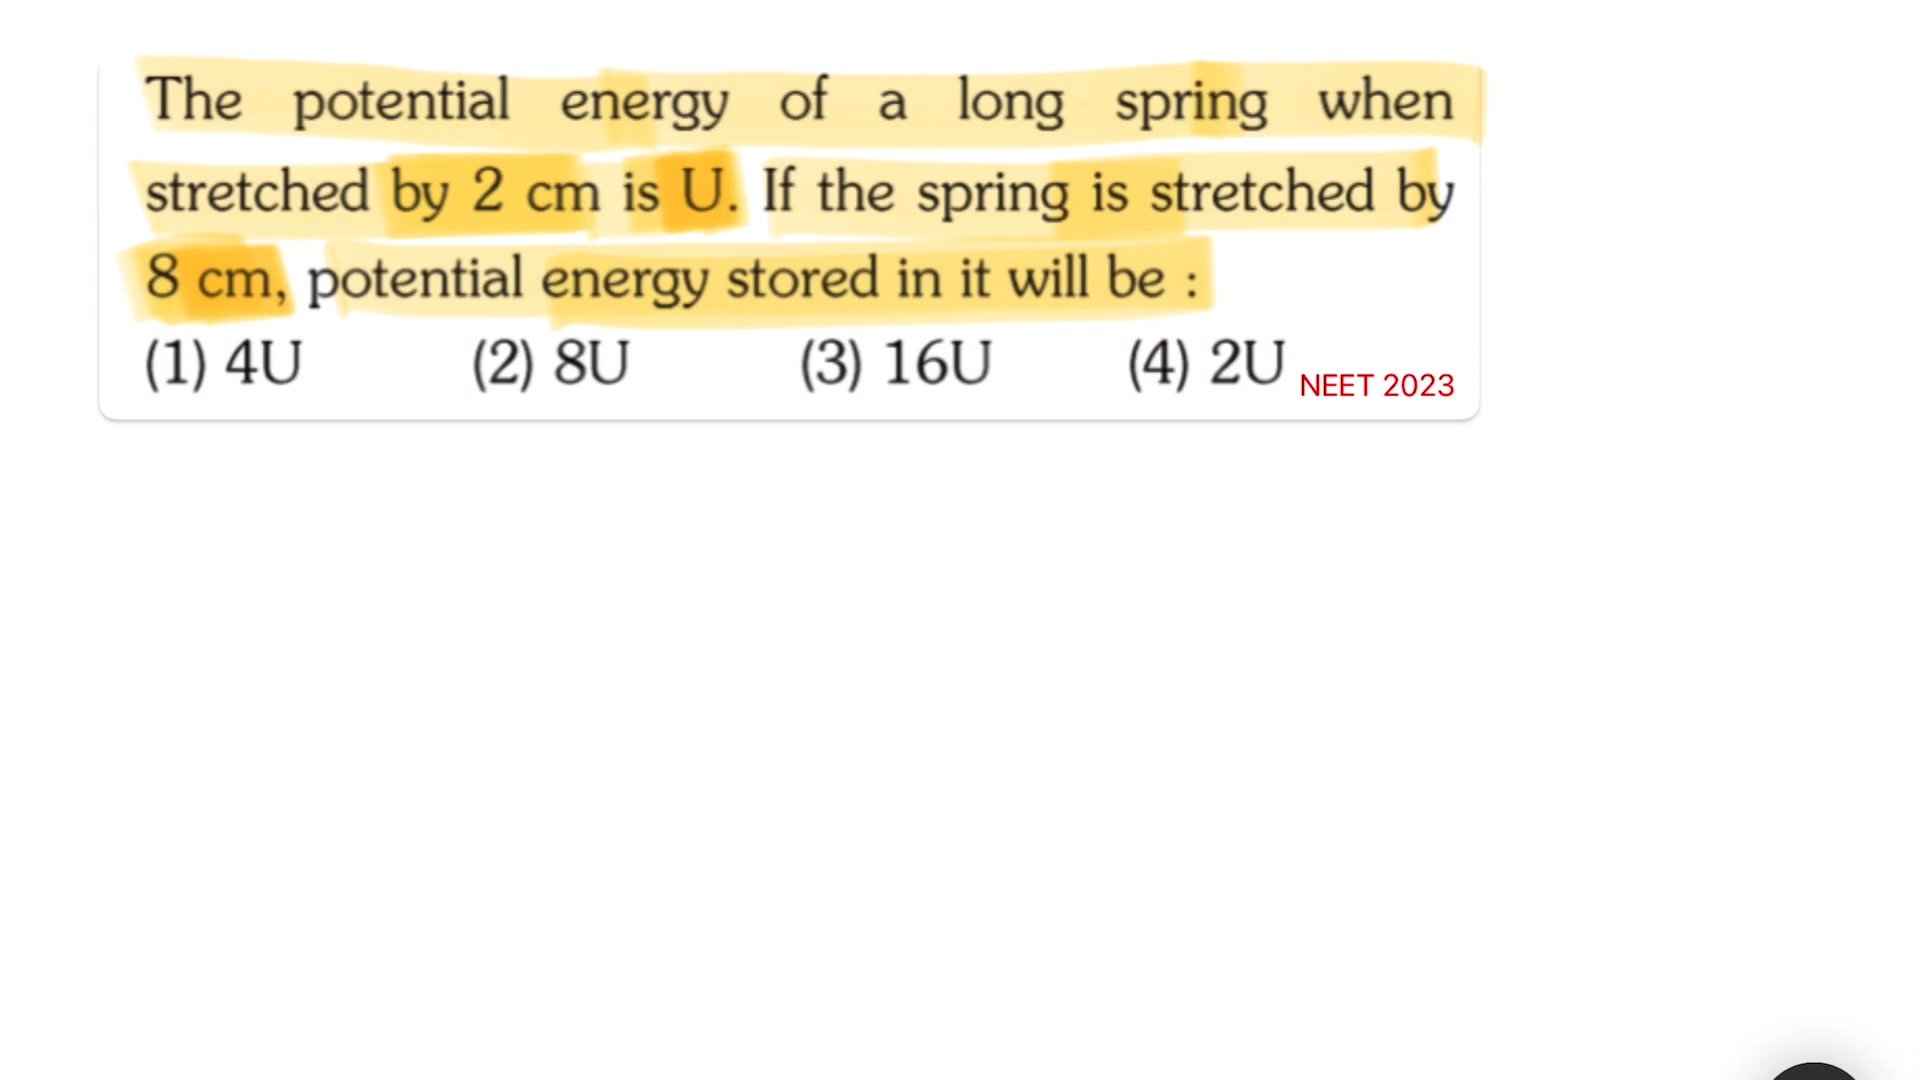 The potential energy of a long spring when
stretched by 2 cm is U. If the spring is stretched by
8 cm, potential energy stored in it will be :
(1) 4U (2) 8U (3) 16U (4) 2U NEET 2023